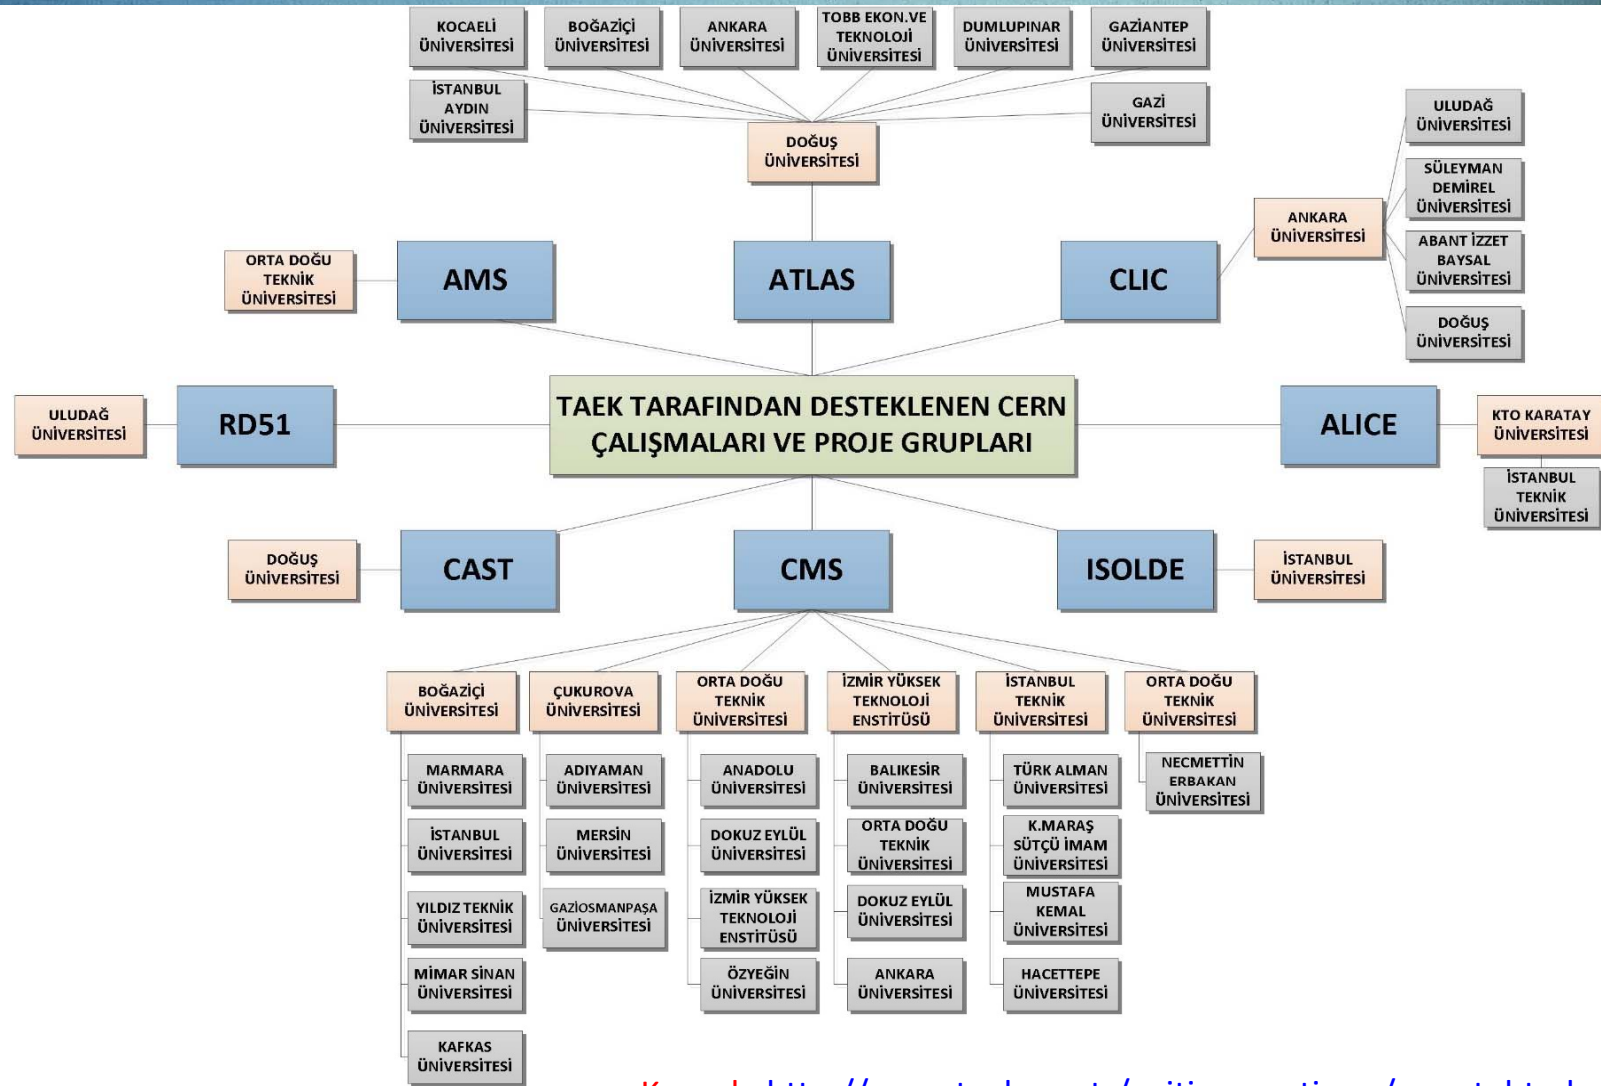 KOCAELİ
ÜNİVERSİTESİ
BOĞAZİÇİ
ÜNİVERSİTESİ
ANKARA
ÜNİVERSİTESİ
TOBB EKON.VE
TEKNOLOJİ
ÜNİVERSİTESİ
DUMLUPINAR
ÜNİVERSİTESİ
GAZİANTEP
ÜNİVERSİTESİ
İSTANBUL
AYDIN
ÜNİVERSİTESİ
GAZİ
ÜNİVERSİTESİ
DOĞUŞ
ÜNİVERSİTESİ
ULUDAĞ
ÜNİVERSİTESİ
SÜLEYMAN
DEMİREL
ÜNİVERSİTESİ
ANKARA
ÜNİVERSİTESİ
ABANT İZZET
BAYSAL
ÜNİVERSİTESİ
DOĞUŞ
ÜNİVERSİTESİ
ORTA DOĞU
TEKNİK
ÜNİVERSİTESİ
AMS
ATLAS
CLIC
ULUDAĞ
ÜNİVERSİTESİ
RD51
TAEK TARAFINDAN DESTEKLENEN CERN
ÇALIŞMALARI VE PROJE GRUPLARI
ALICE
KTO KARATAY
ÜNİVERSİTESİ
İSTANBUL
TEKNİK
ÜNİVERSİTESİ
DOĞUŞ
ÜNİVERSİTESİ
CAST
CMS
ISOLDE
İSTANBUL
ÜNİVERSİTESİ
BOĞAZİÇİ
ÜNİVERSİTESİ
MARMARA
ÜNİVERSİTESİ
İSTANBUL
ÜNİVERSİTESİ
YILDIZ TEKNİK
ÜNİVERSİTESİ
MİMAR SİNAN
ÜNİVERSİTESİ
KAFKAS
ÜNİVERSİTESİ
ÇUKUROVA
ÜNİVERSİTESİ
ADIYAMAN
ÜNİVERSİTESİ
MERSİN
ÜNİVERSİTESİ
GAZİOSMANPAŞA
ÜNİVERSİTESİ
ORTA DOĞU
TEKNİK
ÜNİVERSİTESİ
ANADOLU
ÜNİVERSİTESİ
DOKUZ EYLÜL
ÜNİVERSİTESİ
İZMİR YÜKSEK
TEKNOLOJİ
ENSTİTÜSÜ
ÖZYEĞİN
ÜNİVERSİTESİ
İZMİR YÜKSEK
TEKNOLOJİ
ENSTİTÜSÜ
BALIKESİR
ÜNİVERSİTESİ
ORTA DOĞU
TEKNİK
ÜNİVERSİTESİ
DOKUZ EYLÜL
ÜNİVERSİTESİ
ANKARA
ÜNİVERSİTESİ
İSTANBUL
TEKNİK
ÜNİVERSİTESİ
TÜRK ALMAN
ÜNİVERSİTESİ
K.MARAŞ
SÜTÇÜ İMAM
ÜNİVERSİTESİ
MUSTAFA
KEMAL
ÜNİVERSİTESİ
HACETTEPE
ÜNİVERSİTESİ
ORTA DOĞU
TEKNİK
ÜNİVERSİTESİ
NECMETTİN
ERBAKAN
ÜNİVERSİTESİ